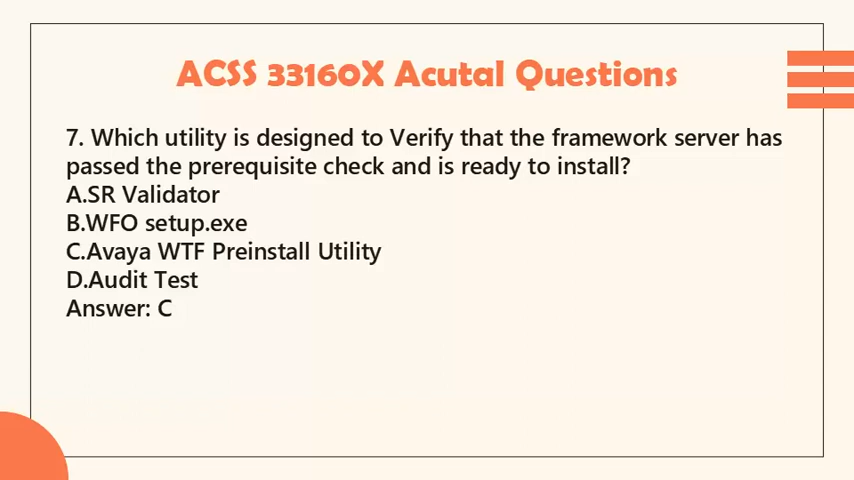 ACSS 33160X Acutal Questions
7. Which utility is designed to Verify that the framework server has
passed the prerequisite check and is ready to install?
A.SR Validator
B.WFO setup.exe
C.Avaya WTF Preinstall Utility
D.Audit Test
Answer: C